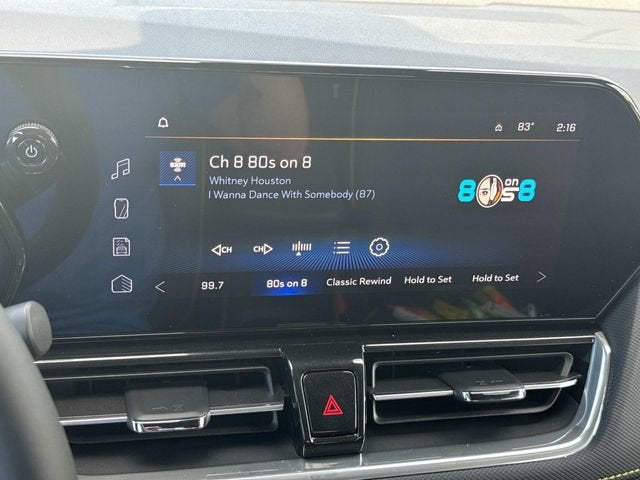 83° 2:16
sxm
Ch 8 80s on 8
Whitney Houston
I Wanna Dance With Somebody (87)
80s on 8
CH CH
99.7 80s on 8 Classic Rewind Hold to Set Hold to Set